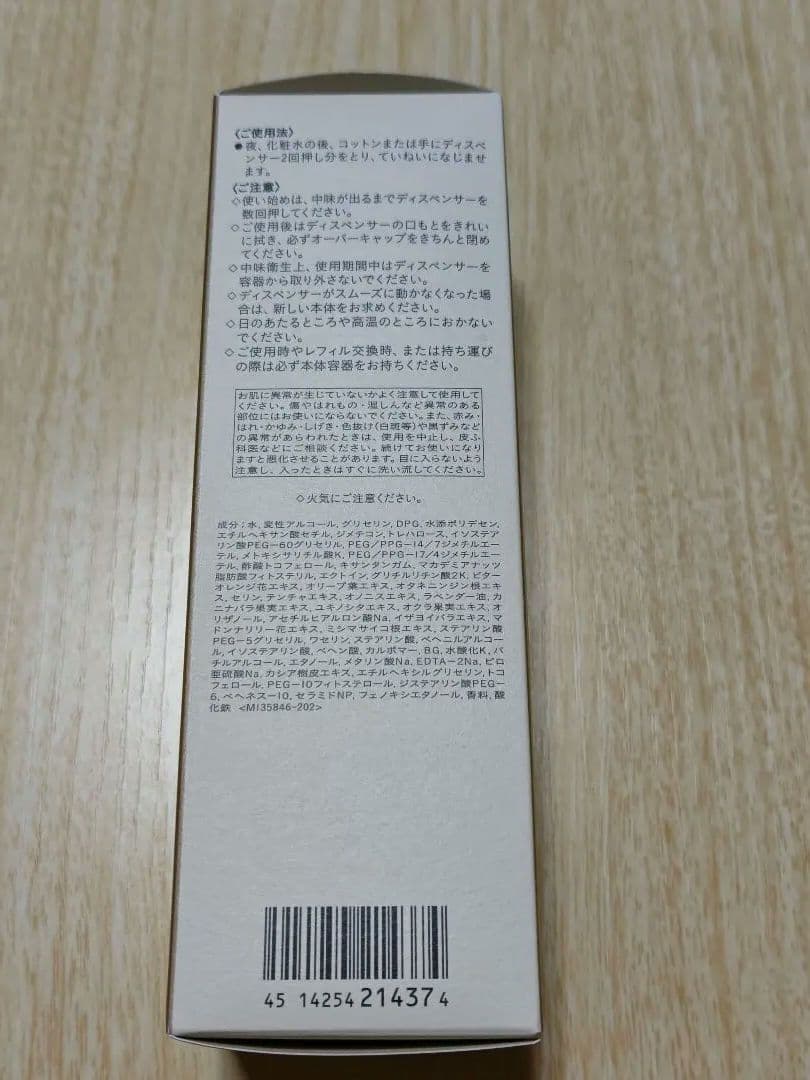 〈ご使用法〉
●夜、化粧水の後、コットンまたは手にディスペ
ンサー2回押し分をとり、ていねいになじませ
ます。
〈ご注意〉
◇使い始めは、中味が出るまでディスペンサーを
数回押してください。
◇ご使用後はディスペンサーの口もとをきれい
に拭き、必ずオーバーキャップをきちんと閉め
てください。
◇中味衛生上、使用期間中はディスペンサーを
容器から取り外さないでください。
◇ディスペンサーがスムーズに動かなくなった場
合は、新しい本体をお求めください。
◇日のあたるところや高温のところにおかない
でください。
◇ご使用時やレフィル交換時、または持ち運び
の際は必ず本体容器をお持ちください。
お肌に異常が生じていないかよく注意して使用して
ください。傷やはれもの・湿しんなど異常のある
部位にはお使いにならないでください。また、赤み・
はれ・かゆみ・しげき・色抜け(白斑等)や黒ずみなど
の異常があらわれたときは、使用を中止し、皮ふ
科医などにご相談ください。続けてお使いになり
ますと悪化させることがあります。目に入らないよう
注意し、入ったときはすぐに洗い流してください。
◇火気にご注意ください。
成分:水、変性アルコール,グリセリン,DPG,水添ポリデセン,
エチルヘキサン酸セチル,ジメチコン,トレハロース,イソステア
リン酸PEG-60グリセリル,PEG/PPG-14/7ジメチルエー
テル,メトキシサリチル酸K,PEG/PPG-17/4ジメチルエー
テル,酢酸トコフェロール,キサンタンガム,マカデミアナッツ
脂肪酸フィトステリル,エクトイン,グリチルリチン酸2K,ビター
オレンジ花エキス,オリーブ葉エキス,オタネニンジン根エキ
ス,セリン,テンチャエキス,オノニスエキス,ラベンダー油,カ
ニナバラ果実エキス,ユキノシタエキス,オクラ果実エキス,オ
リザノール,アセチルヒアルロン酸Na,イザヨイバラエキス,マ
ドンナリリー花エキス,ミシマサイコ根エキス,ステアリン酸
PEG-5グリセリル,ワセリン,ステアリン酸,ベヘニルアルコー
ル,イソステアリン酸,ベヘン酸,カルボマー,BG,水酸化K,バ
チルアルコール,エタノール,メタリン酸Na,EDTA-2Na,ピロ
亜硫酸Na,カシア樹皮エキス,エチルヘキシルグリセリン,トコ
フェロール,PEG-10フィトステロール,ジステアリン酸PEG-
6,ベヘネス-10,セラミドNP,フェノキシエタノール,香料,酸
化鉄 <MI35846-202>
45 14254 214374